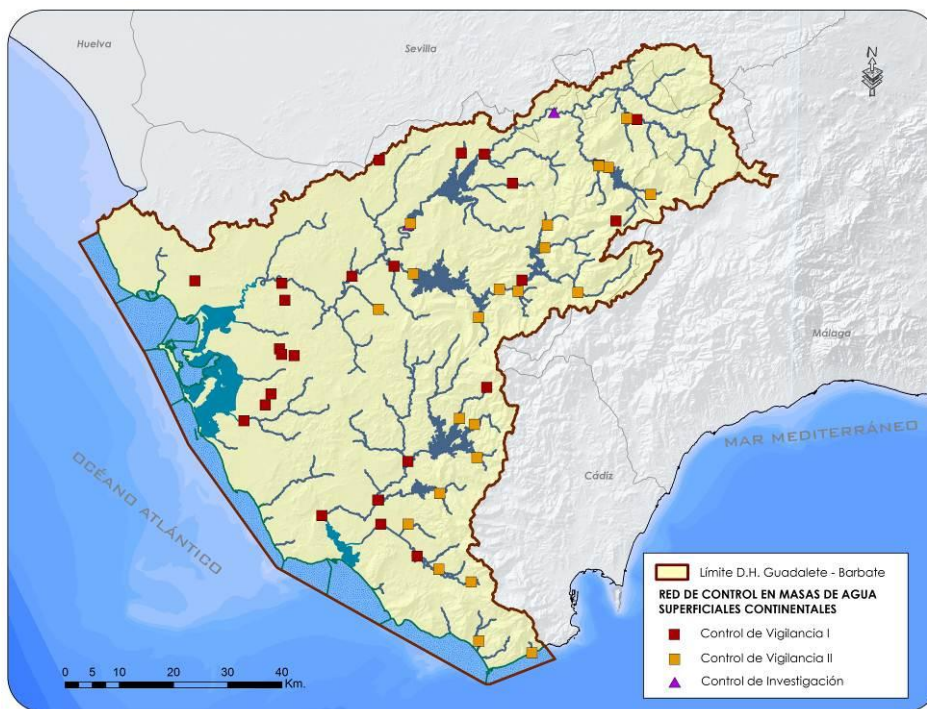 Huelva
Sevilla
N
Málaga
MAR MEDITERRÁNEO
Cádiz
OCÉANO ATLÁNTICO
Límite D.H. Guadalete - Barbate
RED DE CONTROL EN MASAS DE AGUA
SUPERFICIALES CONTINENTALES
Control de Vigilancia I
Control de Vigilancia II
Control de Investigación
0 5 10 20 30 40
Km.